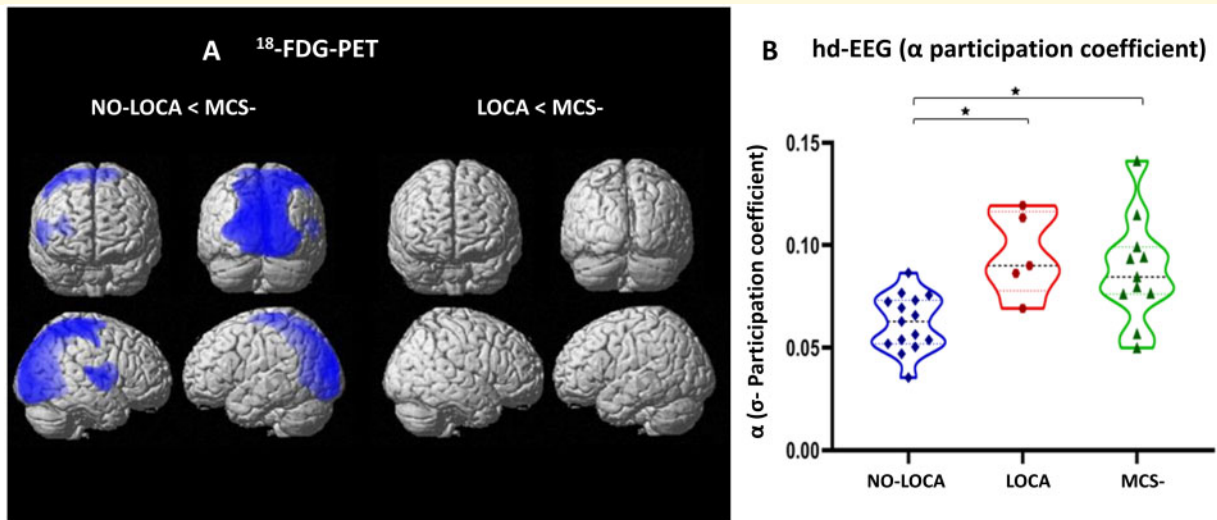 A ¹⁸-FDG-PET
NO-LOCA < MCS-
LOCA < MCS-
B hd-EEG (α participation coefficient)
*
*
α (σ- Participation coefficient)
0.15
0.10
0.05
0.00
NO-LOCA
LOCA
MCS-